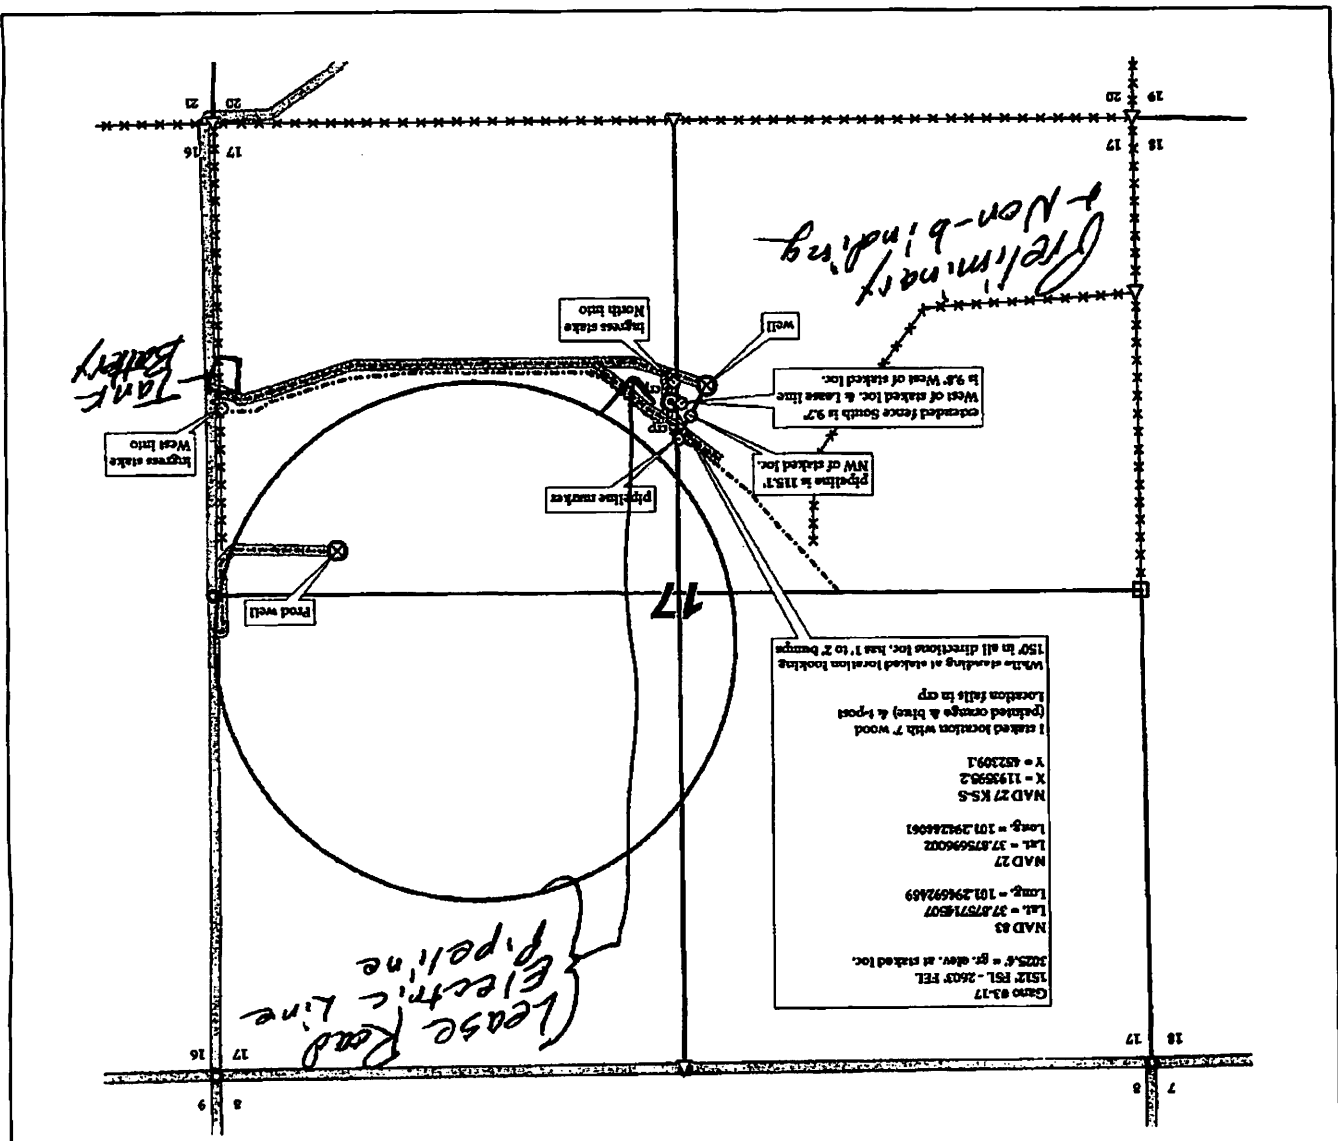 7 8 8 9
18 17 17 16
Gano #3-17
1512' FSL - 2603' FEL
3025.6' = gr. elev. at staked loc.
NAD 83
Lat. = 37.875714507
Long. = 101.294692469
NAD 27
Lat. = 37.875696002
Long. = 101.294244061
NAD 27 KS-S
X = 1193598.2
Y = 452309.1
I staked location with 7' wood
(painted orange & blue) & t-post
Location falls in crp
While standing at staked location looking
150' in all directions loc. has 1' to 2' bumps
Lease Road
Electric Line
Pipeline
17
Prod well
pipeline is 115.1'
NW of staked loc.
pipeline marker
crp
Ingress stake
West into
extended fence South is 9.7'
West of staked loc. & Lease line
is 9.8' West of staked loc.
Tank
Battery
well
Ingress stake
North into
Preliminary
+ Non-binding
18 17 17 16
19 20 20 21